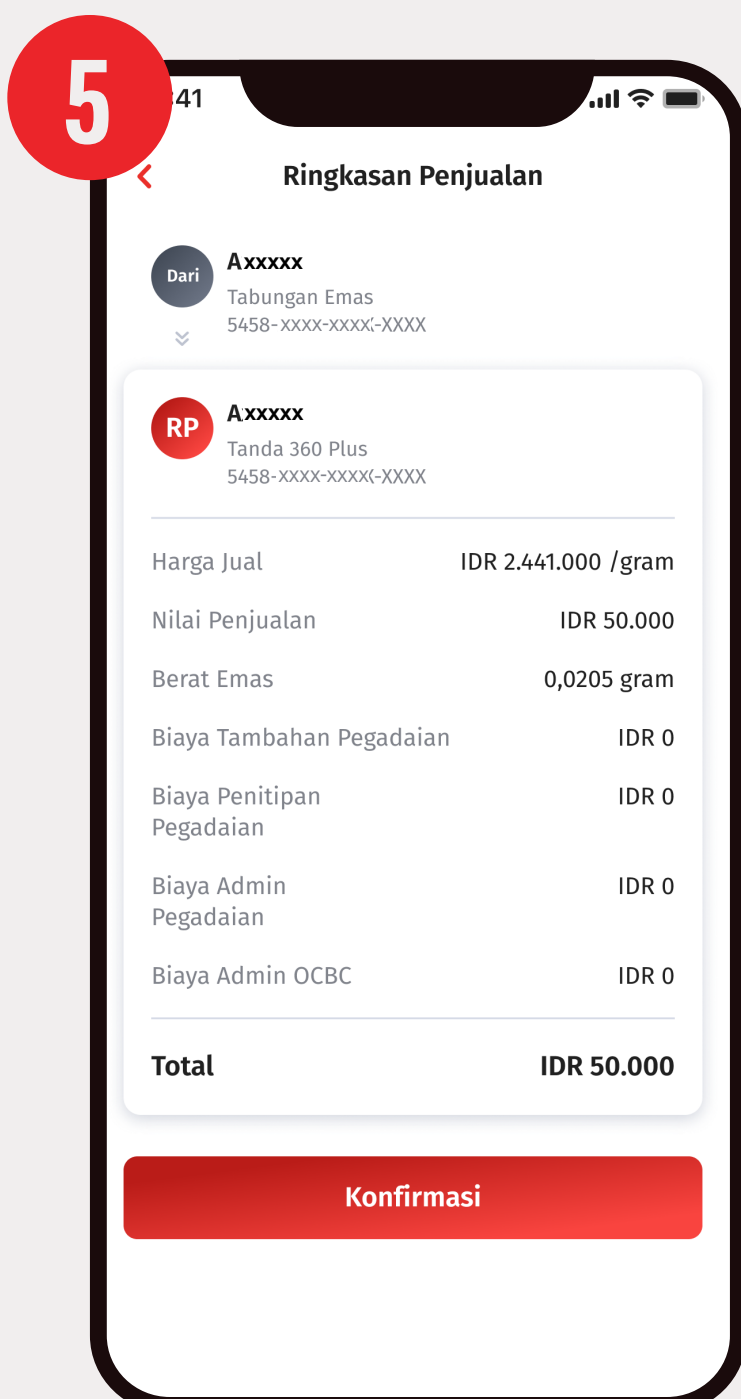 5
:41
Ringkasan Penjualan
Dari
Axxxxx
Tabungan Emas
5458-xxxx-xxxx-XXXX
RP
Axxxxx
Tanda 360 Plus
5458-xxxx-xxxx-XXXX
Harga Jual IDR 2.441.000 /gram
Nilai Penjualan IDR 50.000
Berat Emas 0,0205 gram
Biaya Tambahan Pegadaian IDR 0
Biaya Penitipan IDR 0
Pegadaian
Biaya Admin IDR 0
Pegadaian
Biaya Admin OCBC IDR 0
Total IDR 50.000
Konfirmasi